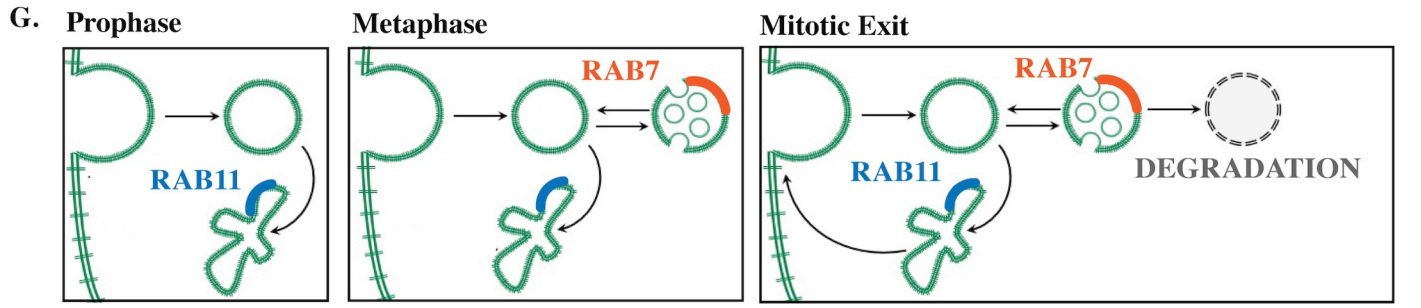 G.
Prophase
RAB11
Metaphase
RAB7
Mitotic Exit
RAB7
RAB11
DEGRADATION